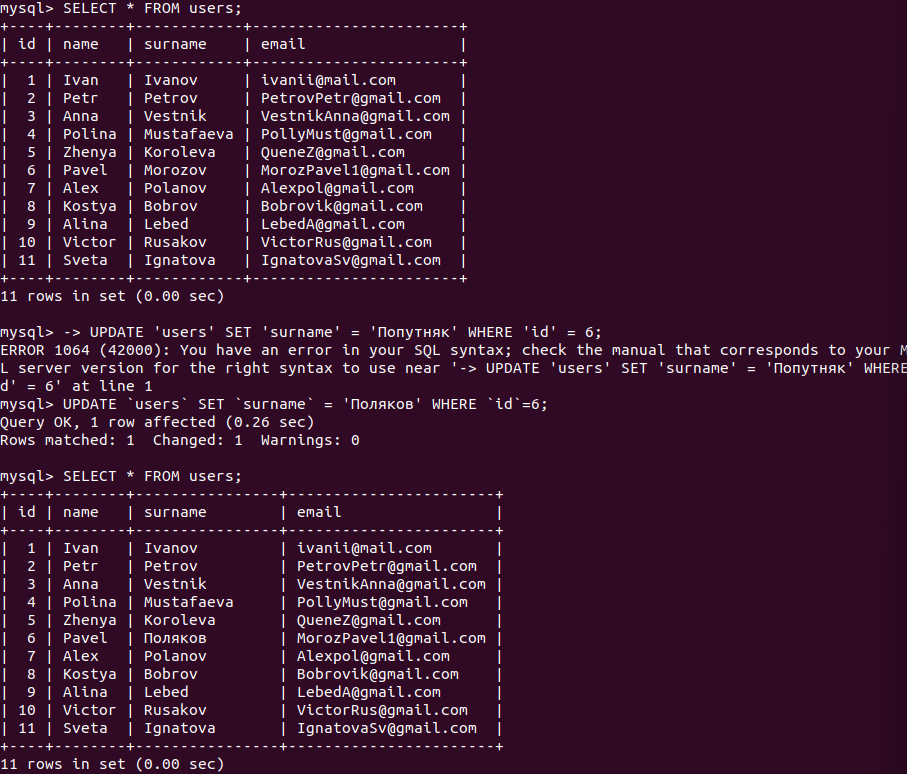 mysql> SELECT * FROM users;
+----+--------+------------+-----------------------+
| id | name   | surname    | email                 |
+----+--------+------------+-----------------------+
|  1 | Ivan   | Ivanov     | ivanii@mail.com       |
|  2 | Petr   | Petrov     | PetrovPetr@gmail.com  |
|  3 | Anna   | Vestnik    | VestnikAnna@gmail.com |
|  4 | Polina | Mustafaeva | PollyMust@gmail.com   |
|  5 | Zhenya | Koroleva   | QueneZ@gmail.com      |
|  6 | Pavel  | Morozov    | MorozPavel1@gmail.com |
|  7 | Alex   | Polanov    | Alexpol@gmail.com     |
|  8 | Kostya | Bobrov     | Bobrovik@gmail.com    |
|  9 | Alina  | Lebed      | LebedA@gmail.com      |
| 10 | Victor | Rusakov    | VictorRus@gmail.com   |
| 11 | Sveta  | Ignatova   | IgnatovaSv@gmail.com  |
+----+--------+------------+-----------------------+
11 rows in set (0.00 sec)

mysql> -> UPDATE 'users' SET 'surname' = 'Попутняк' WHERE 'id' = 6;
ERROR 1064 (42000): You have an error in your SQL syntax; check the manual that corresponds to your M
L server version for the right syntax to use near '-> UPDATE 'users' SET 'surname' = 'Попутняк' WHERE
d' = 6' at line 1
mysql> UPDATE `users` SET `surname` = 'Поляков' WHERE `id`=6;
Query OK, 1 row affected (0.26 sec)
Rows matched: 1  Changed: 1  Warnings: 0

mysql> SELECT * FROM users;
+----+--------+----------------+-----------------------+
| id | name   | surname        | email                 |
+----+--------+----------------+-----------------------+
|  1 | Ivan   | Ivanov         | ivanii@mail.com       |
|  2 | Petr   | Petrov         | PetrovPetr@gmail.com  |
|  3 | Anna   | Vestnik        | VestnikAnna@gmail.com |
|  4 | Polina | Mustafaeva     | PollyMust@gmail.com   |
|  5 | Zhenya | Koroleva       | QueneZ@gmail.com      |
|  6 | Pavel  | Поляков        | MorozPavel1@gmail.com |
|  7 | Alex   | Polanov        | Alexpol@gmail.com     |
|  8 | Kostya | Bobrov         | Bobrovik@gmail.com    |
|  9 | Alina  | Lebed          | LebedA@gmail.com      |
| 10 | Victor | Rusakov        | VictorRus@gmail.com   |
| 11 | Sveta  | Ignatova       | IgnatovaSv@gmail.com  |
+----+--------+----------------+-----------------------+
11 rows in set (0.00 sec)